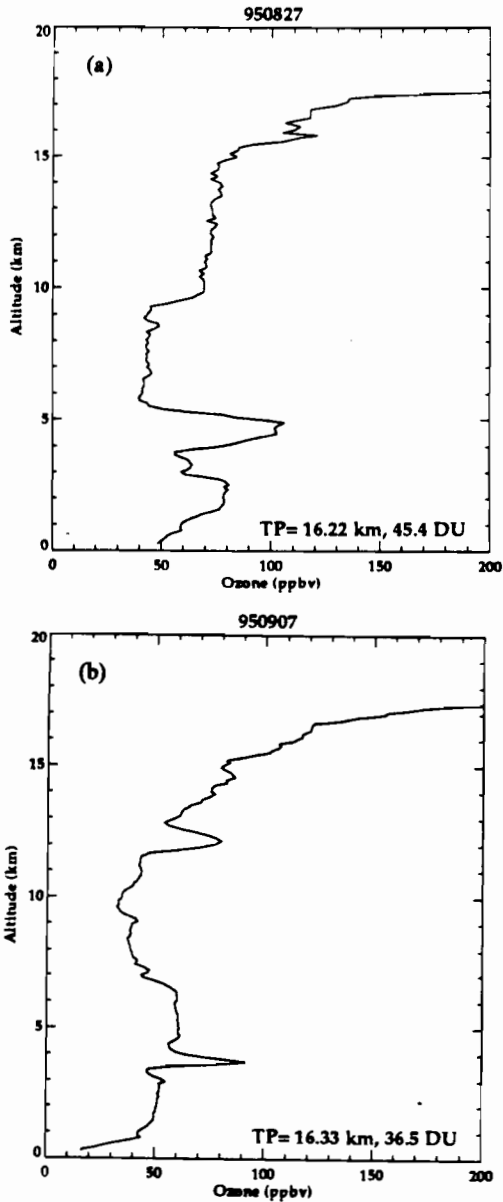 950827
20
(a)
15
10
5
0
Altitude (km)
TP= 16.22 km, 45.4 DU
0 50 100 150 200
Ozone (ppbv)
950907
20
(b)
15
10
5
0
Altitude (km)
TP= 16.33 km, 36.5 DU
0 50 100 150 200
Ozone (ppbv)